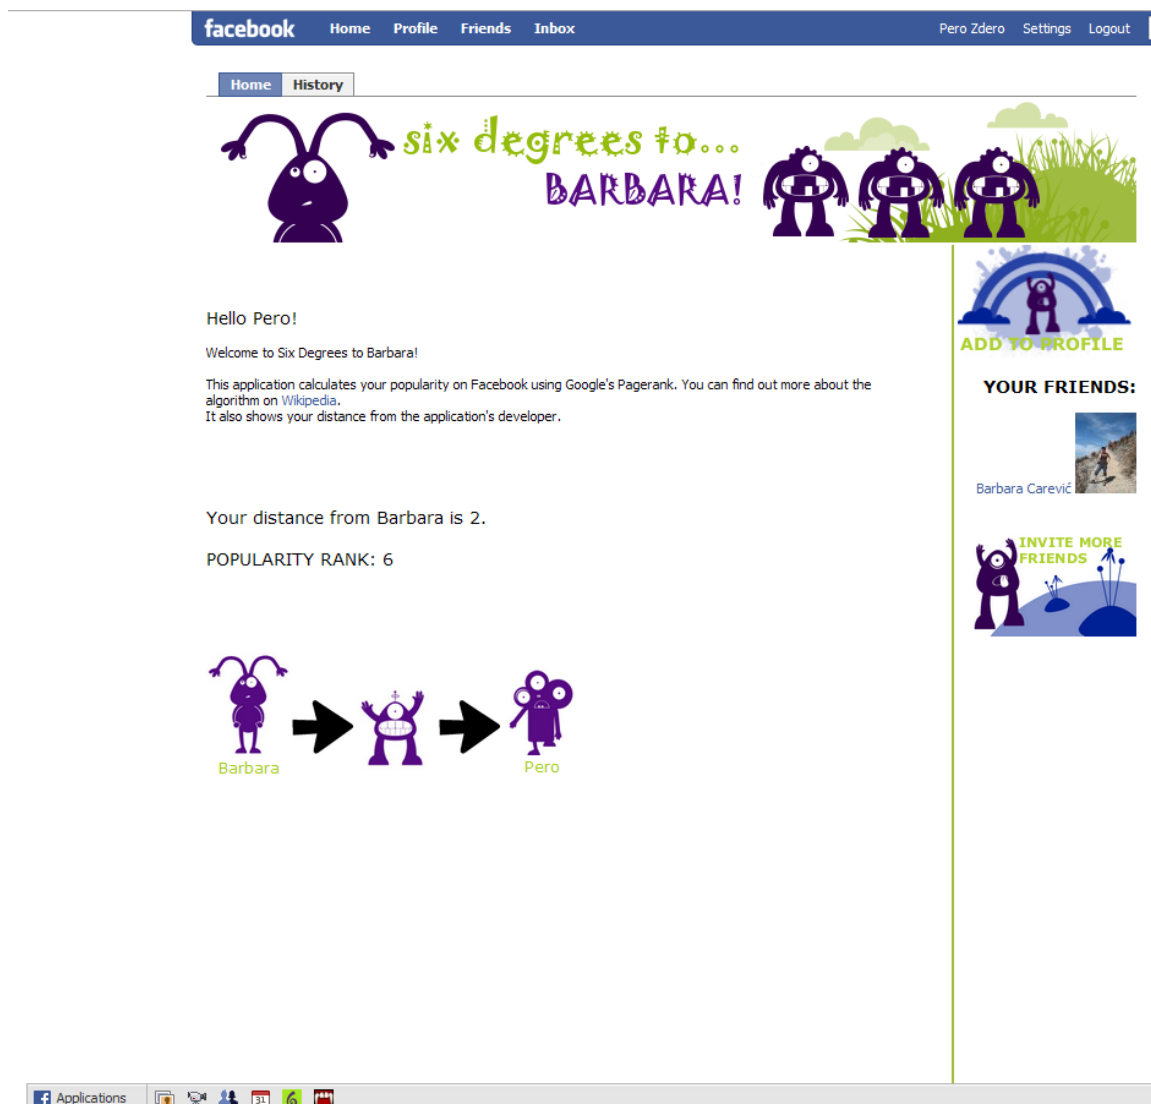 facebook Home Profile Friends Inbox Pero Zdero Settings Logout
Home History
six degrees to...
BARBARA!
Hello Pero!
Welcome to Six Degrees to Barbara!
This application calculates your popularity on Facebook using Google's Pagerank. You can find out more about the
algorithm on Wikipedia.
It also shows your distance from the application's developer.
Your distance from Barbara is 2.
POPULARITY RANK: 6
Barbara
Pero
ADD TO PROFILE
YOUR FRIENDS:
Barbara Carević
INVITE MORE
FRIENDS
Applications
31
6